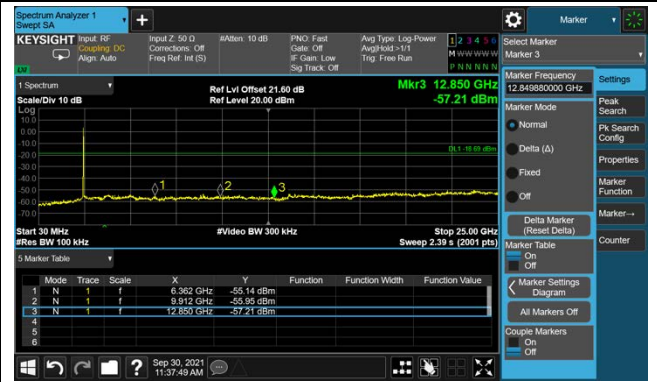 Spectrum Analyzer 1
Swept SA
Marker
KEYSIGHT
Input: RF
Coupling: DC
Align: Auto
Input Z: 50 Ω
Corrections: Off
Freq Ref: Int (S)
#Atten: 10 dB
PNO: Fast
Gate: Off
IF Gain: Low
Sig Track: Off
Avg Type: Log-Power
Avg|Hold:>1/1
Trig: Free Run
1 2 3 4 5 6
M W W W W W
P N N N N N
Select Marker
Marker 3
LXI
1 Spectrum
Scale/Div 10 dB
Ref Lvl Offset 21.60 dB
Ref Level 20.00 dBm
Mkr3 12.850 GHz
-57.21 dBm
Log
10.0
0.00
-10.0
-20.0
-30.0
-40.0
-50.0
-60.0
-70.0
DL1 -18.69 dBm
1
2
3
Start 30 MHz
#Res BW 100 kHz
#Video BW 300 kHz
Stop 25.00 GHz
Sweep 2.39 s (2001 pts)
5 Marker Table
Mode Trace Scale X Y Function Function Width Function Value
1 N 1 f 6.362 GHz -55.14 dBm
2 N 1 f 9.912 GHz -55.95 dBm
3 N 1 f 12.850 GHz -57.21 dBm
4
5
6
Marker Frequency
12.849880000 GHz
Marker Mode
Normal
Delta (Δ)
Fixed
Off
Delta Marker
(Reset Delta)
Marker Table
On
Off
Marker Settings
Diagram
All Markers Off
Couple Markers
On
Off
Settings
Peak
Search
Pk Search
Config
Properties
Marker
Function
Marker→
Counter
Sep 30, 2021
11:37:49 AM